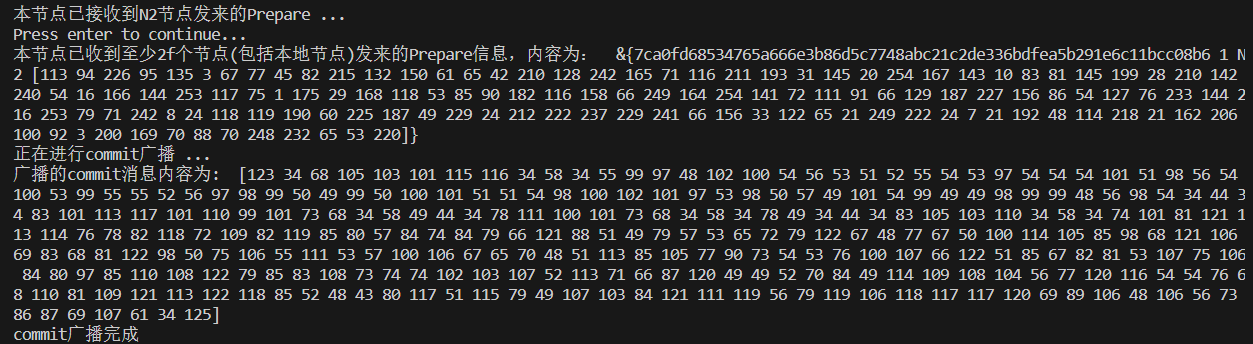 本节点已接收到N2节点发来的Prepare ...
Press enter to continue...
本节点已收到至少2f个节点(包括本地节点)发来的Prepare信息，内容为： &{7ca0fd68534765a666e3b86d5c7748abc21c2de336bdfea5b291e6c11bcc08b6 1 N
2 [113 94 226 95 135 3 67 77 45 82 215 132 150 61 65 42 210 128 242 165 71 116 211 193 31 145 20 254 167 143 10 83 81 145 199 28 210 142
240 54 16 166 144 253 117 75 1 175 29 168 118 53 85 90 182 116 158 66 249 164 254 141 72 111 91 66 129 187 227 156 86 54 127 76 233 144 2
16 253 79 71 242 8 24 118 119 190 60 225 187 49 229 24 212 222 237 229 241 66 156 33 122 65 21 249 222 24 7 21 192 48 114 218 21 162 206
100 92 3 200 169 70 88 70 248 232 65 53 220]}
正在进行commit广播 ...
广播的commit消息内容为： [123 34 68 105 103 101 115 116 34 58 34 55 99 97 48 102 100 54 56 53 51 52 55 54 53 97 54 54 54 101 51 98 56 54
100 53 99 55 55 52 56 97 98 99 50 49 99 50 100 101 51 51 54 98 100 102 101 97 53 98 50 57 49 101 54 99 49 49 98 99 99 48 56 98 54 34 44 3
4 83 101 113 117 101 110 99 101 73 68 34 58 49 44 34 78 111 100 101 73 68 34 58 34 78 49 34 44 34 83 105 103 110 34 58 34 74 101 81 121 1
13 114 76 78 82 118 72 109 82 119 85 80 57 84 74 84 79 66 121 88 51 49 79 57 53 65 72 79 122 67 48 77 67 50 100 114 105 85 98 68 121 106
69 83 68 81 122 98 50 75 106 55 111 53 57 100 106 67 65 70 48 51 113 85 105 77 90 73 54 53 76 100 107 66 122 51 85 67 82 81 53 107 75 106
84 80 97 85 110 108 122 79 85 83 108 73 74 74 102 103 107 52 113 71 66 87 120 49 49 52 70 84 49 114 109 108 104 56 77 120 116 54 54 76 6
8 110 81 109 121 113 122 118 85 52 48 43 80 117 51 115 79 49 107 103 84 121 111 119 56 79 119 106 118 117 117 120 69 89 106 48 106 56 73
86 87 69 107 61 34 125]
commit广播完成